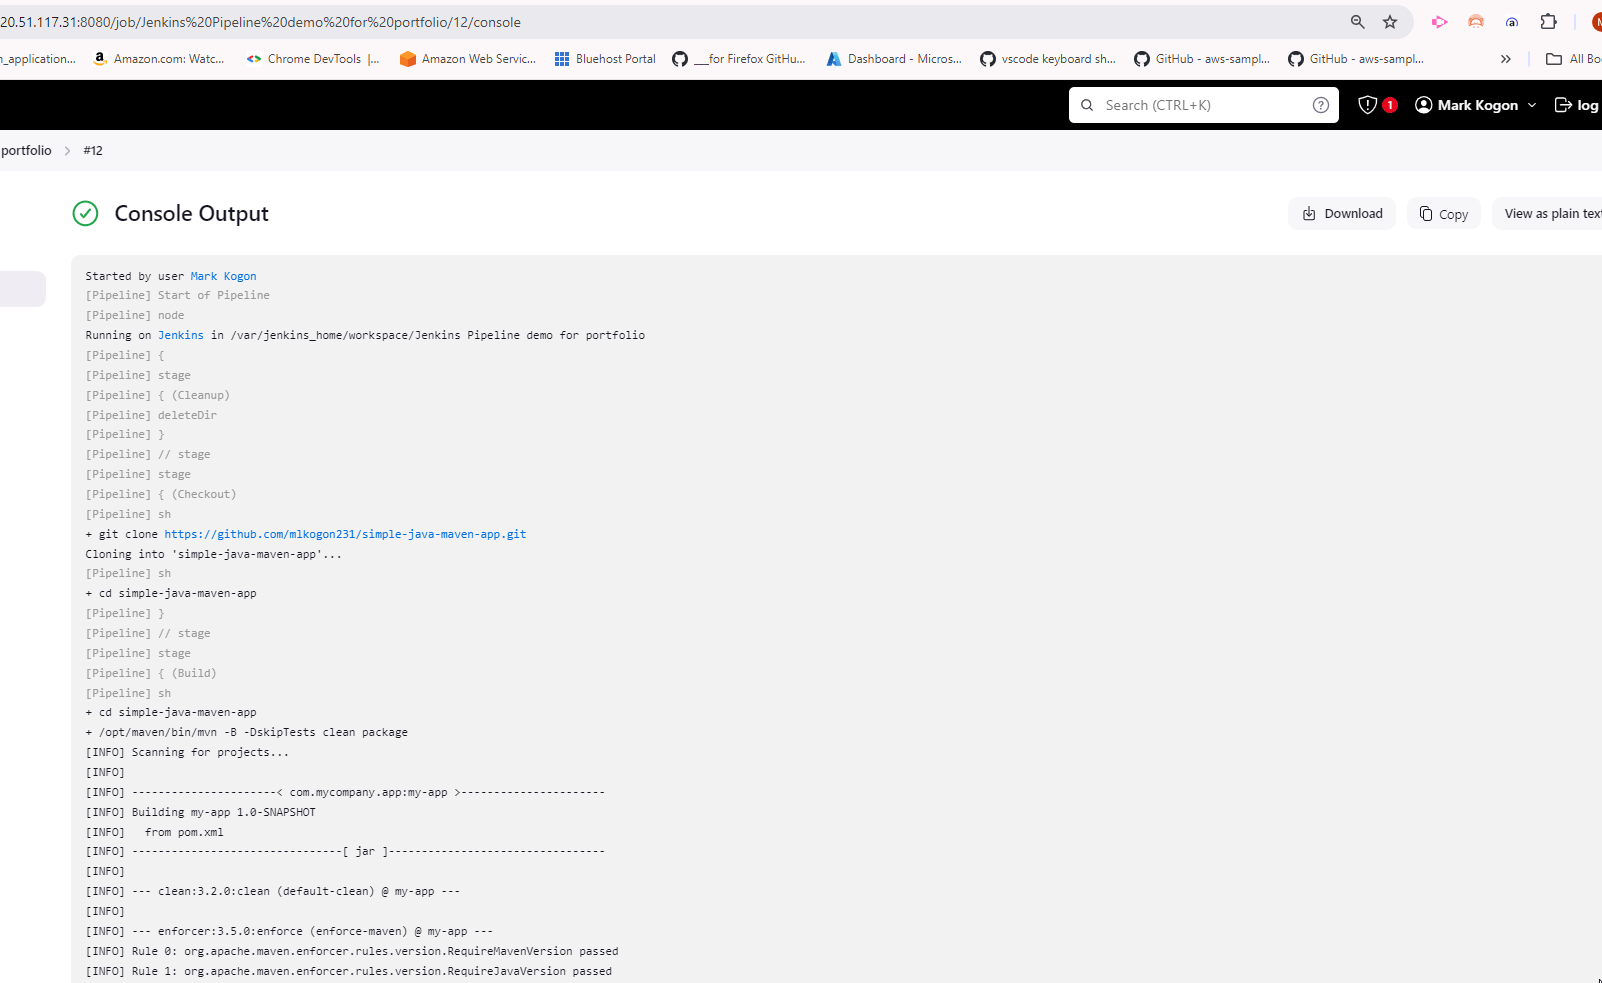 20.51.117.31:8080/job/Jenkins%20Pipeline%20demo%20for%20portfolio/12/console
n_application... Amazon.com: Watc... Chrome DevTools |... Amazon Web Servic... Bluehost Portal __for Firefox GitHu... Dashboard - Micros... vscode keyboard sh... GitHub - aws-sampl... GitHub - aws-sampl... » All Bo
Search (CTRL+K) ? 1 Mark Kogon log
portfolio > #12
Console Output Download Copy View as plain text
Started by user Mark Kogon
[Pipeline] Start of Pipeline
[Pipeline] node
Running on Jenkins in /var/jenkins_home/workspace/Jenkins Pipeline demo for portfolio
[Pipeline] {
[Pipeline] stage
[Pipeline] { (Cleanup)
[Pipeline] deleteDir
[Pipeline] }
[Pipeline] // stage
[Pipeline] stage
[Pipeline] { (Checkout)
[Pipeline] sh
+ git clone https://github.com/mlkogon231/simple-java-maven-app.git
Cloning into 'simple-java-maven-app'...
[Pipeline] sh
+ cd simple-java-maven-app
[Pipeline] }
[Pipeline] // stage
[Pipeline] stage
[Pipeline] { (Build)
[Pipeline] sh
+ cd simple-java-maven-app
+ /opt/maven/bin/mvn -B -DskipTests clean package
[INFO] Scanning for projects...
[INFO]
[INFO] ----------------------< com.mycompany.app:my-app >----------------------
[INFO] Building my-app 1.0-SNAPSHOT
[INFO]   from pom.xml
[INFO] --------------------------------[ jar ]---------------------------------
[INFO]
[INFO] --- clean:3.2.0:clean (default-clean) @ my-app ---
[INFO]
[INFO] --- enforcer:3.5.0:enforce (enforce-maven) @ my-app ---
[INFO] Rule 0: org.apache.maven.enforcer.rules.version.RequireMavenVersion passed
[INFO] Rule 1: org.apache.maven.enforcer.rules.version.RequireJavaVersion passed